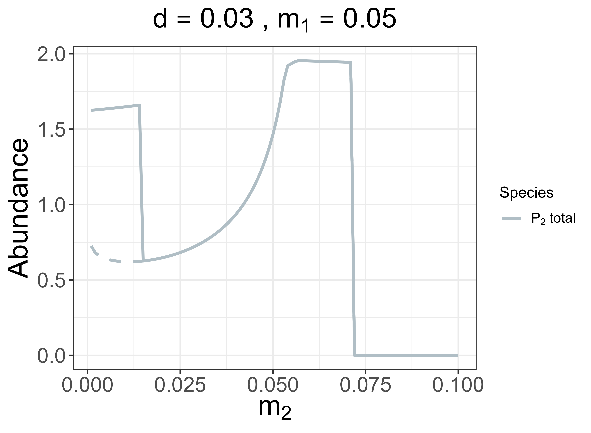 d = 0.03 , m₁ = 0.05
Abundance
2.0
1.5
1.0
0.5
0.0
0.000 0.025 0.050 0.075 0.100
m₂
Species
P₂ total